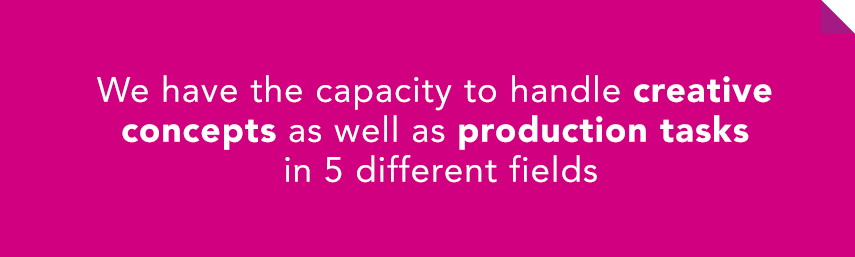 We have the capacity to handle creative
concepts as well as production tasks
in 5 different fields